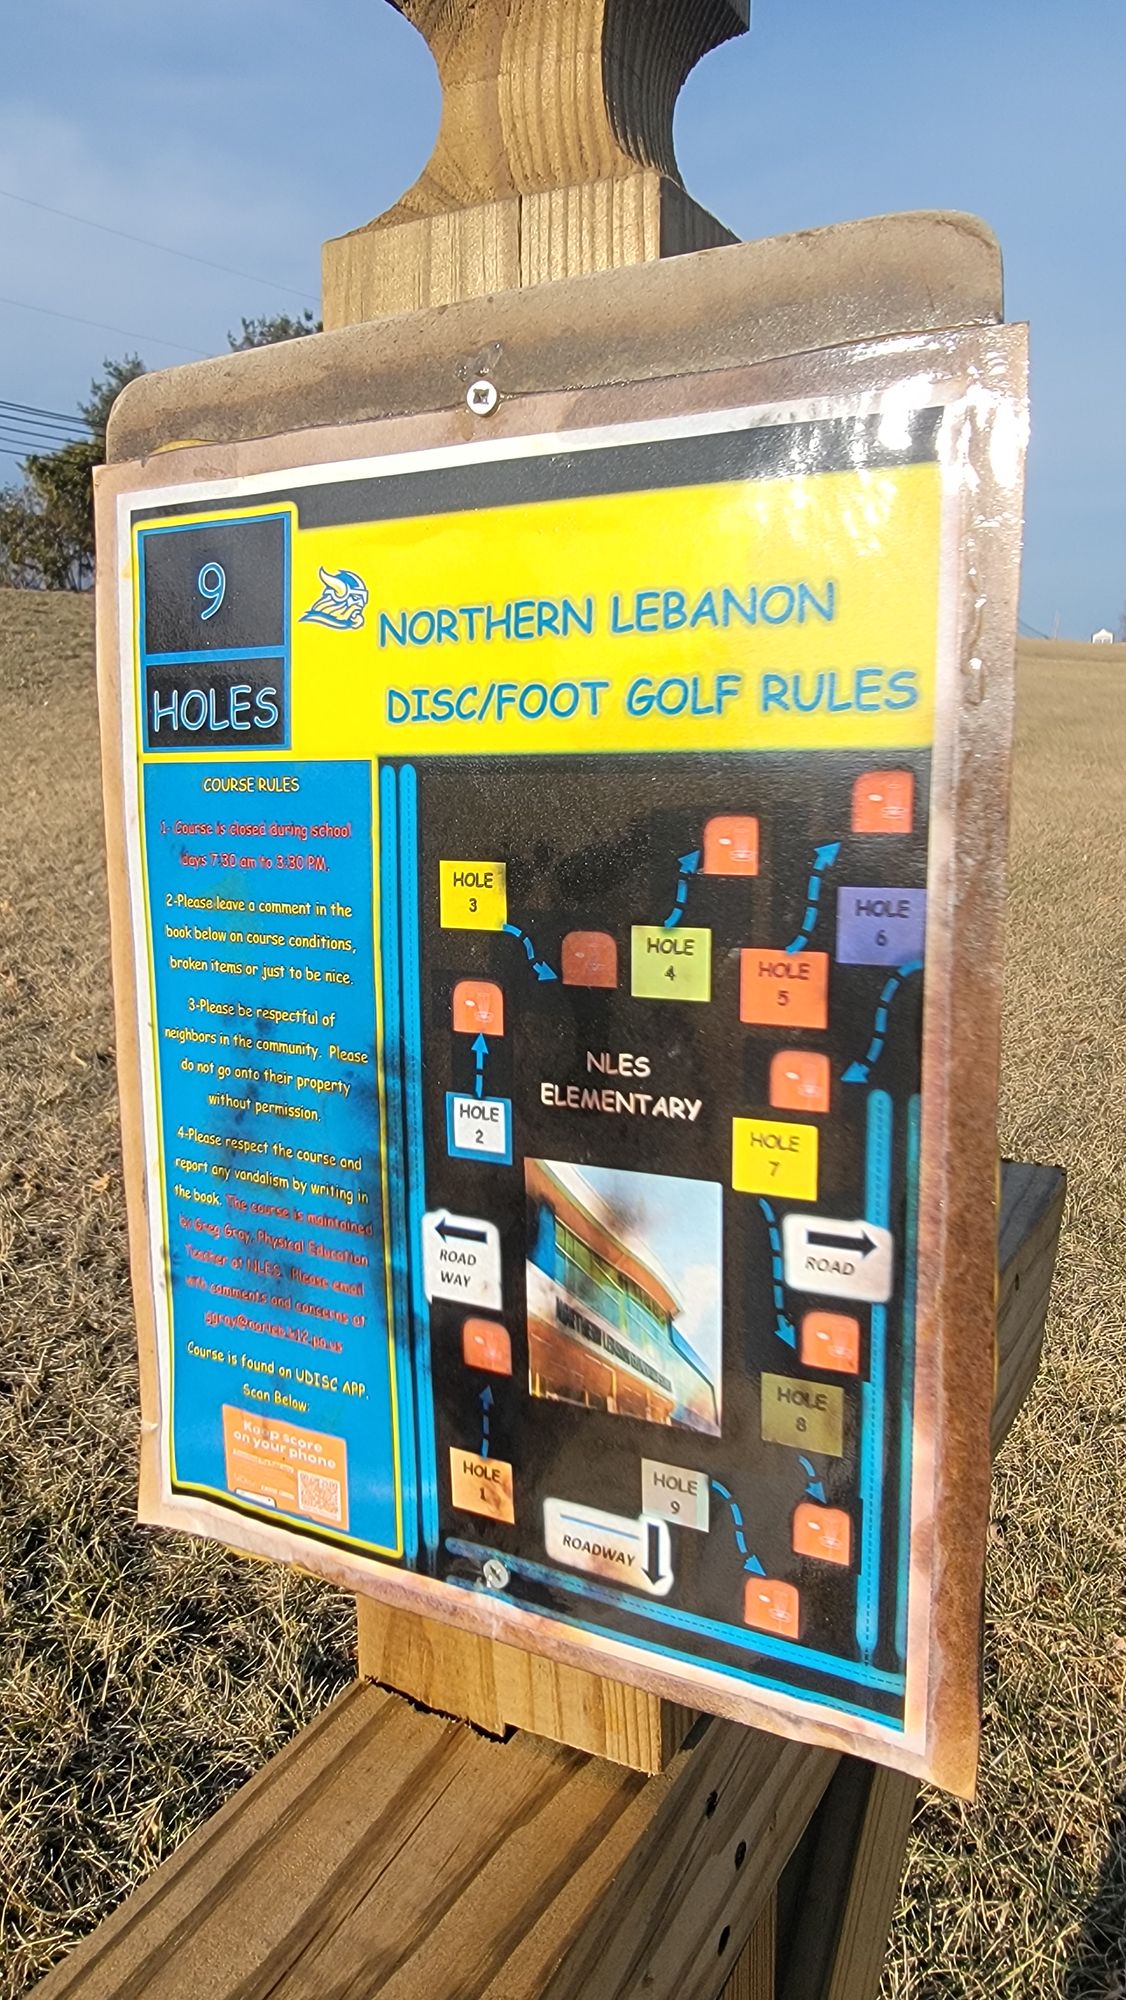 9
HOLES
NORTHERN LEBANON
DISC/FOOT GOLF RULES
COURSE RULES
1- Course is closed during school
days 7:30 am to 3:30 PM.
2-Please leave a comment in the
book below on course conditions,
broken items or just to be nice.
3-Please be respectful of
neighbors in the community. Please
do not go onto their property
without permission.
4-Please respect the course and
report any vandalism by writing in
the book. The course is maintained
by Greg Gray, Physical Education
Teacher at NLES. Please email
with comments and concerns at
ggray@norleb.k12.pa.us
Course is found on UDISC APP.
Scan Below:
Keep score
on your phone
HOLE
3
HOLE
4
HOLE
5
HOLE
6
HOLE
2
NLES
ELEMENTARY
HOLE
7
ROAD
WAY
ROAD
HOLE
8
HOLE
1
HOLE
9
ROADWAY